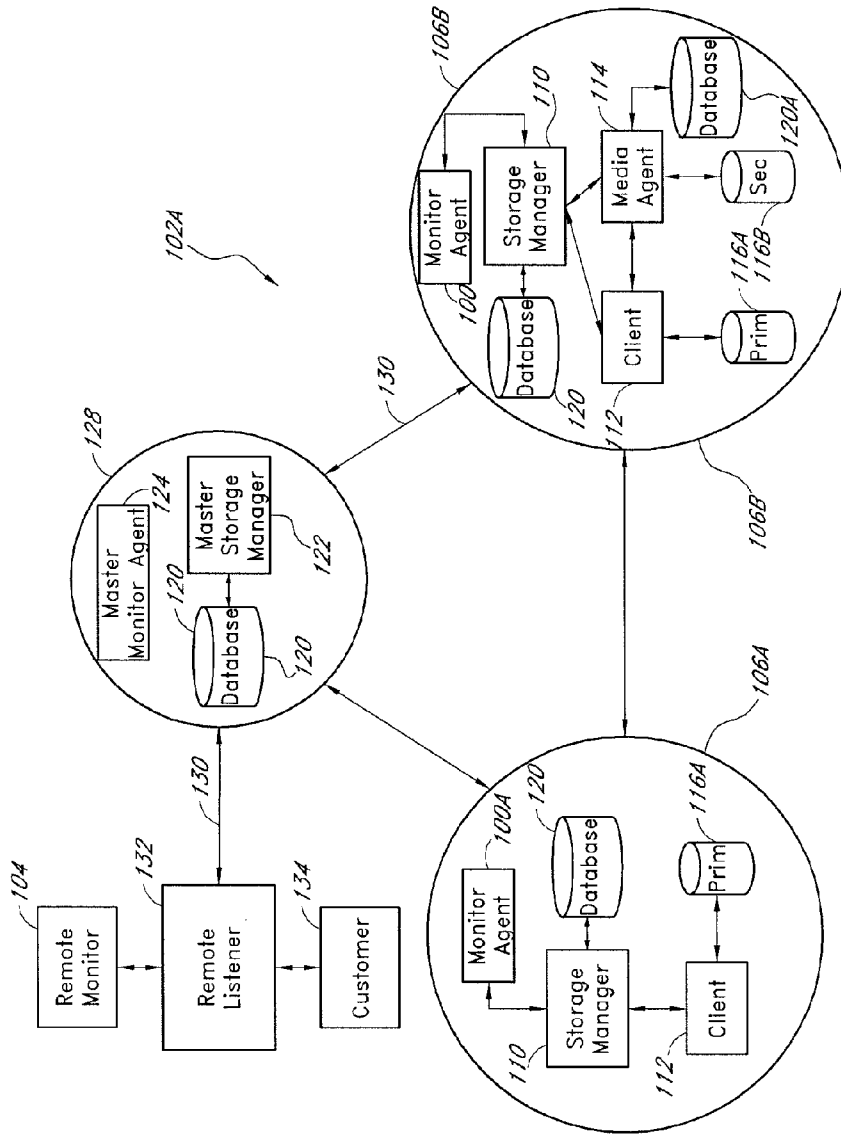 102A
104
Remote
Monitor
132
Remote
Listener
134
Customer
130
128
Master
Monitor Agent
124
120
Database
120
Master
Storage
Manager
122
130
106A
Monitor
Agent
100A
120
Database
Storage
Manager
110
Client
112
Prim
116A
106B
106B
Monitor
Agent
100
Storage
Manager
110
Database
120
Client
112
Media
Agent
114
Prim
116A
116B
Sec
Database
120A